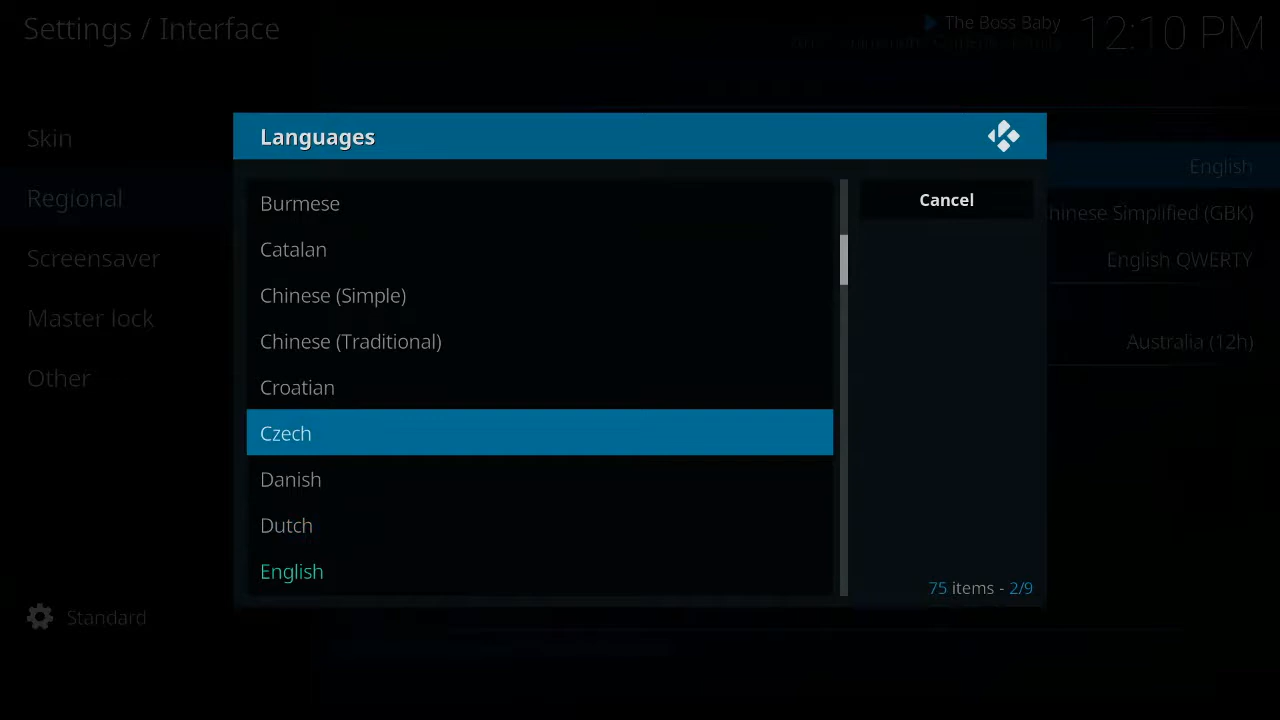 Settings / Interface
The Boss Baby
12:10 PM
Skin
Regional
Screensaver
Master lock
Other
Standard
Languages
Burmese
Catalan
Chinese (Simple)
Chinese (Traditional)
Croatian
Czech
Danish
Dutch
English
Cancel
75 items - 2/9
English
hinese Simplified (GBK)
English QWERTY
Australia (12h)